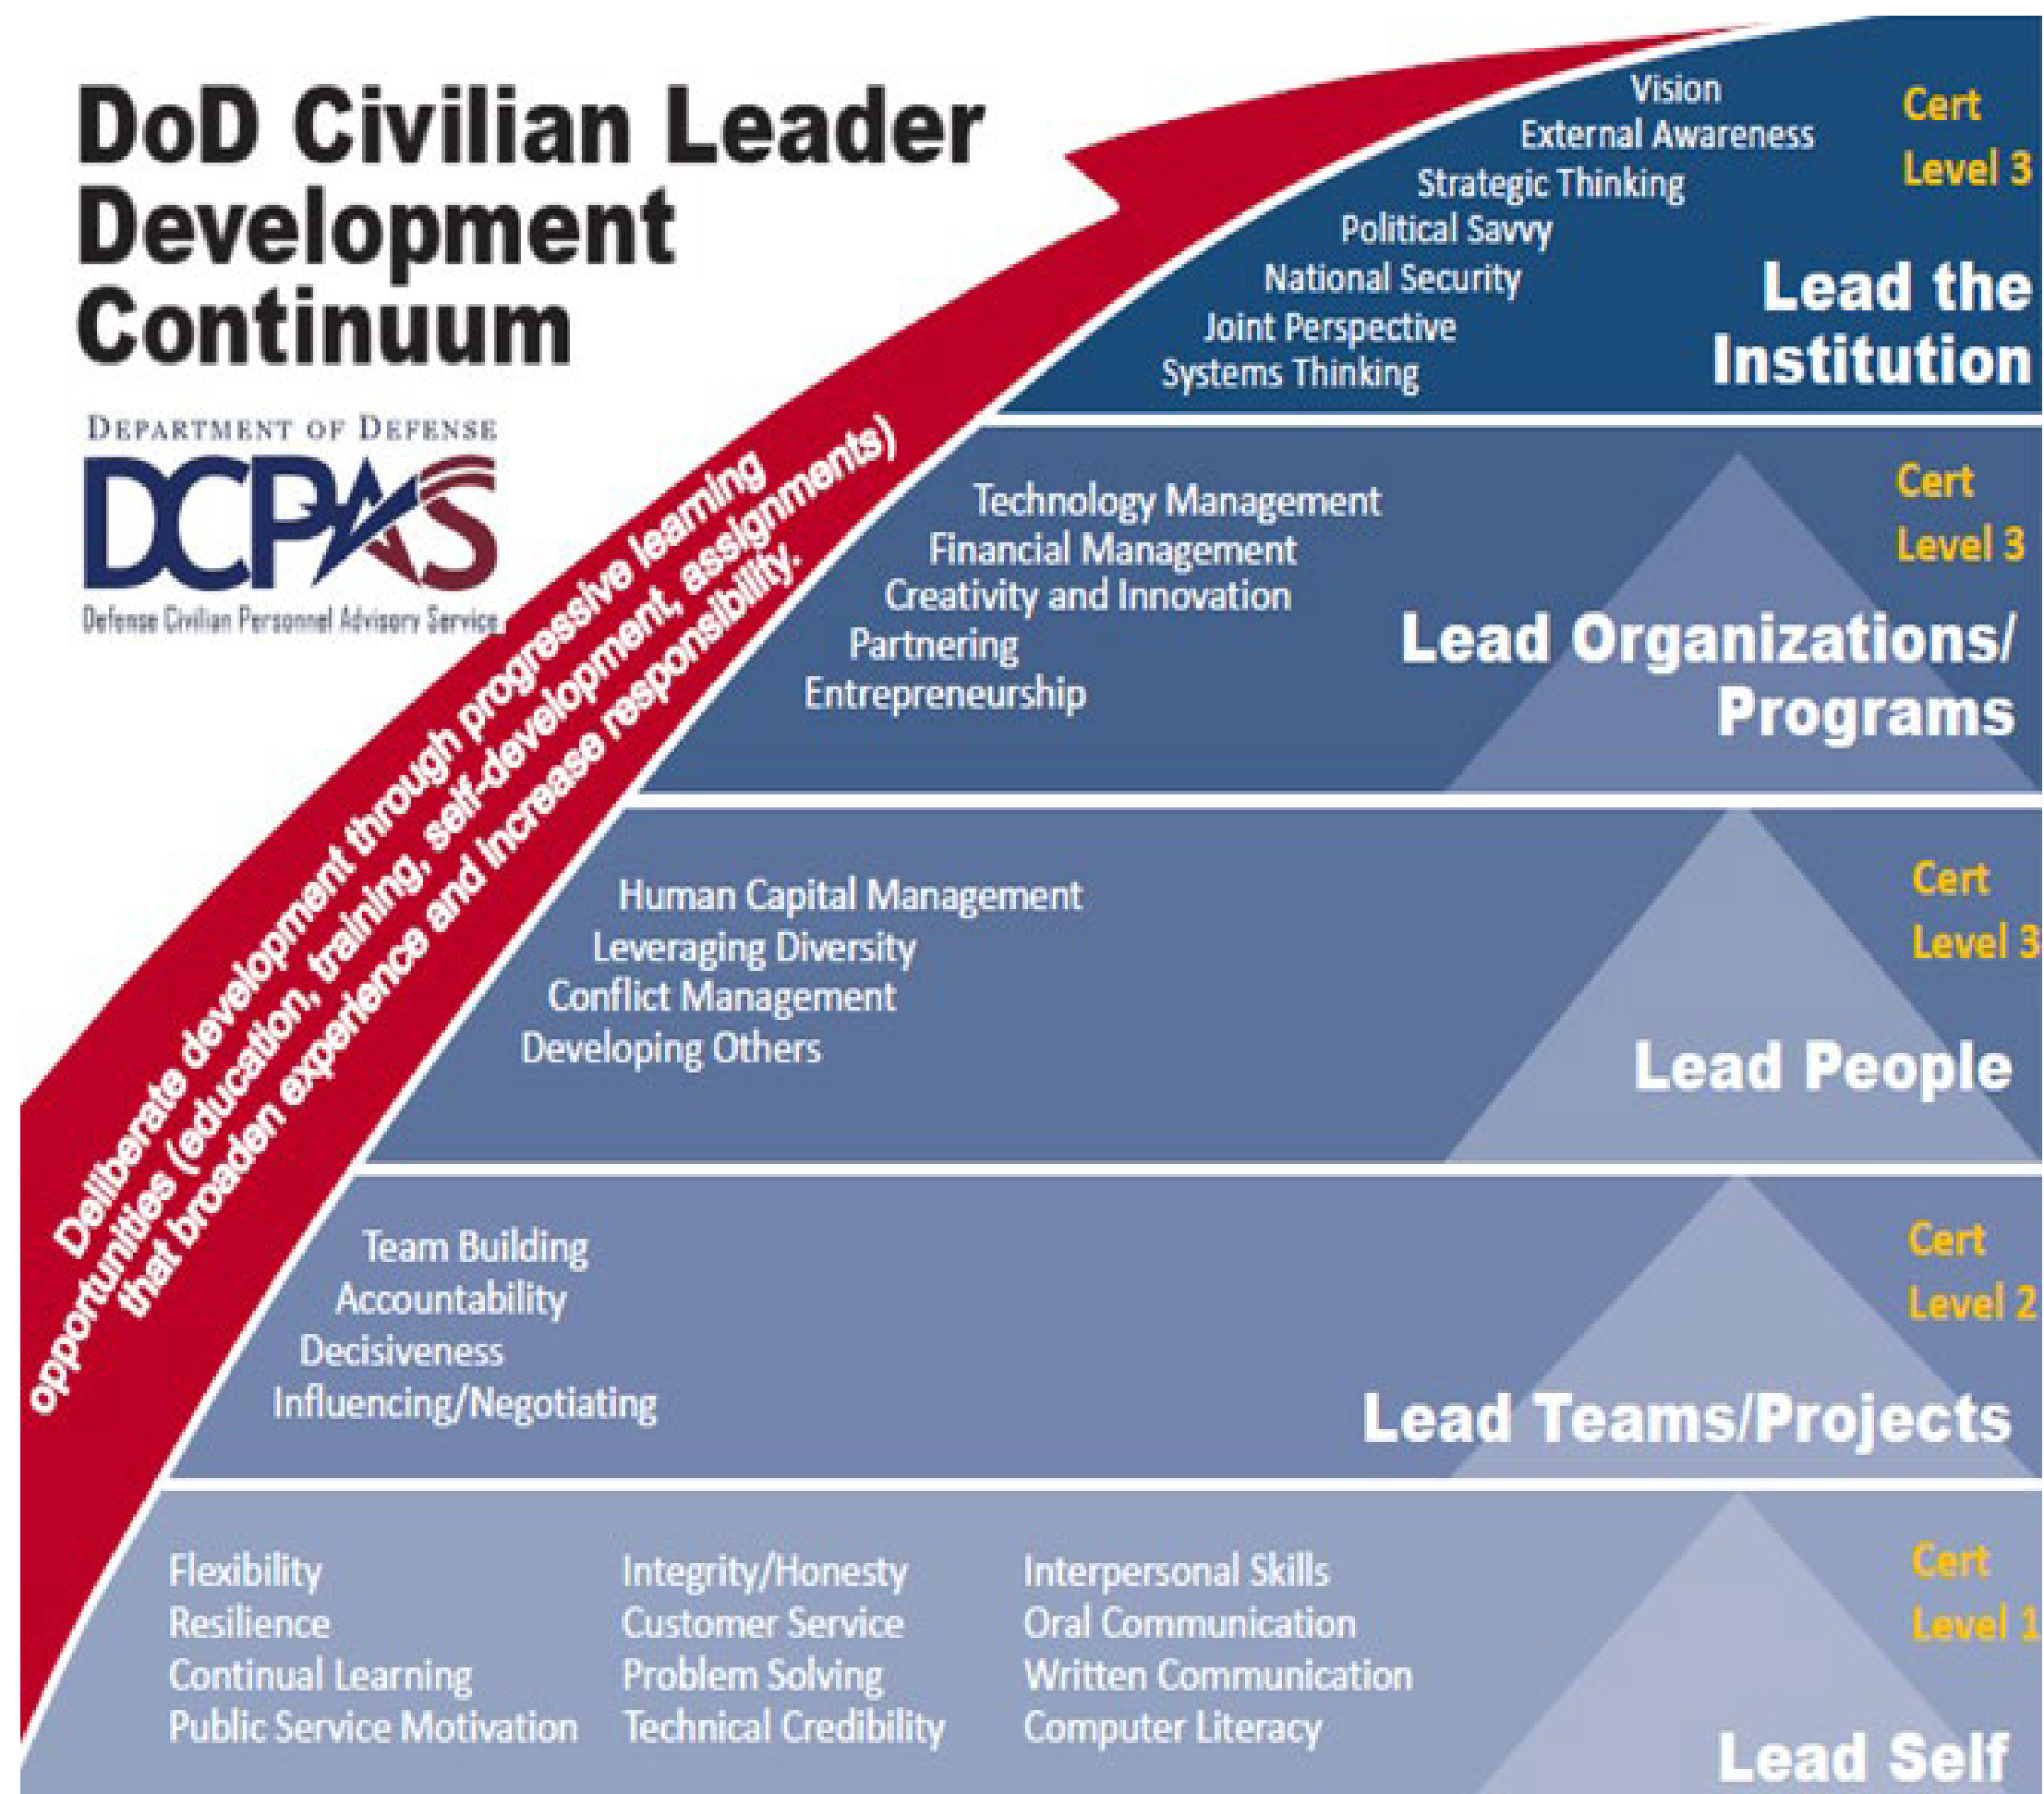 DoD Civilian Leader
Development
Continuum
DEPARTMENT OF DEFENSE
DCPAS
Defense Civilian Personnel Advisory Service
Deliberate development through progressive learning
opportunities (education, training, self-development, assignments)
that broaden experience and increase responsibility.
Vision
External Awareness
Strategic Thinking
Political Savvy
National Security
Joint Perspective
Systems Thinking
Cert
Level 3
Lead the
Institution
Technology Management
Financial Management
Creativity and Innovation
Partnering
Entrepreneurship
Cert
Level 3
Lead Organizations/
Programs
Human Capital Management
Leveraging Diversity
Conflict Management
Developing Others
Cert
Level 3
Lead People
Team Building
Accountability
Decisiveness
Influencing/Negotiating
Cert
Level 2
Lead Teams/Projects
Flexibility
Resilience
Continual Learning
Public Service Motivation
Integrity/Honesty
Customer Service
Problem Solving
Technical Credibility
Interpersonal Skills
Oral Communication
Written Communication
Computer Literacy
Cert
Level 1
Lead Self